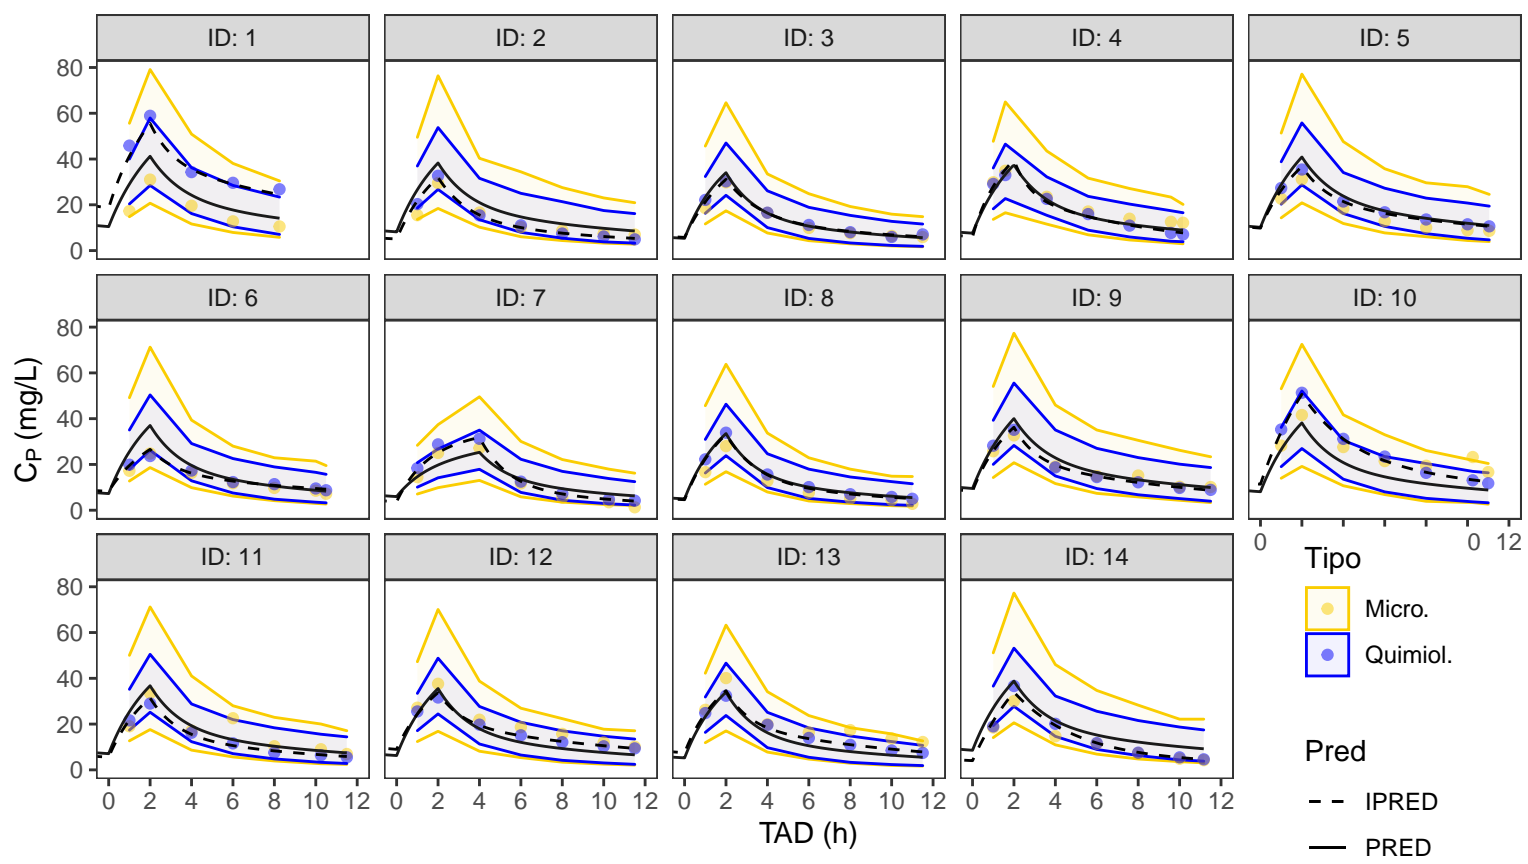 ID: 1 ID: 2 ID: 3 ID: 4 ID: 5
80
60
40
20
0
ID: 6 ID: 7 ID: 8 ID: 9 ID: 10
80
60
40
20
0
0 0 12
ID: 11 ID: 12 ID: 13 ID: 14
80
60
40
20
0
0 2 4 6 8 10 12 0 2 4 6 8 10 12 0 2 4 6 8 10 12 0 2 4 6 8 10 12
TAD (h)
CP (mg/L)
Tipo
Micro.
Quimiol.
Pred
IPRED
PRED